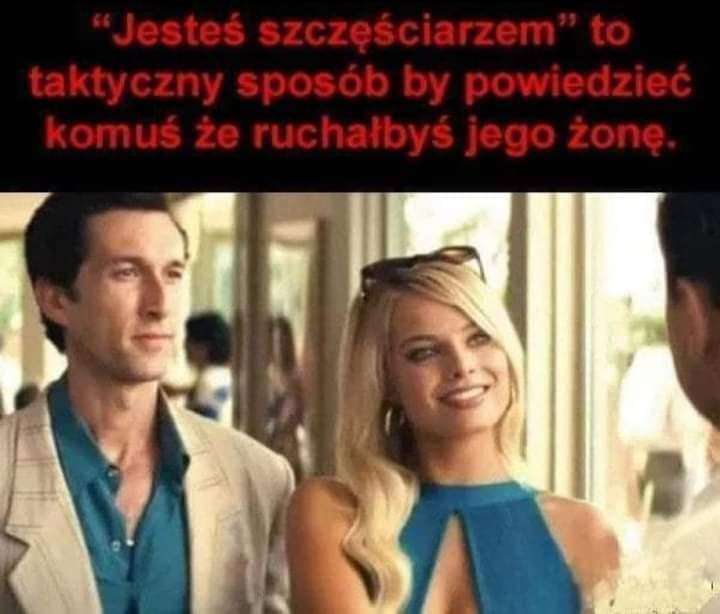 “Jesteś szczęściarzem” to
taktyczny sposób by powiedzieć
komuś że ruchałbyś jego żonę.